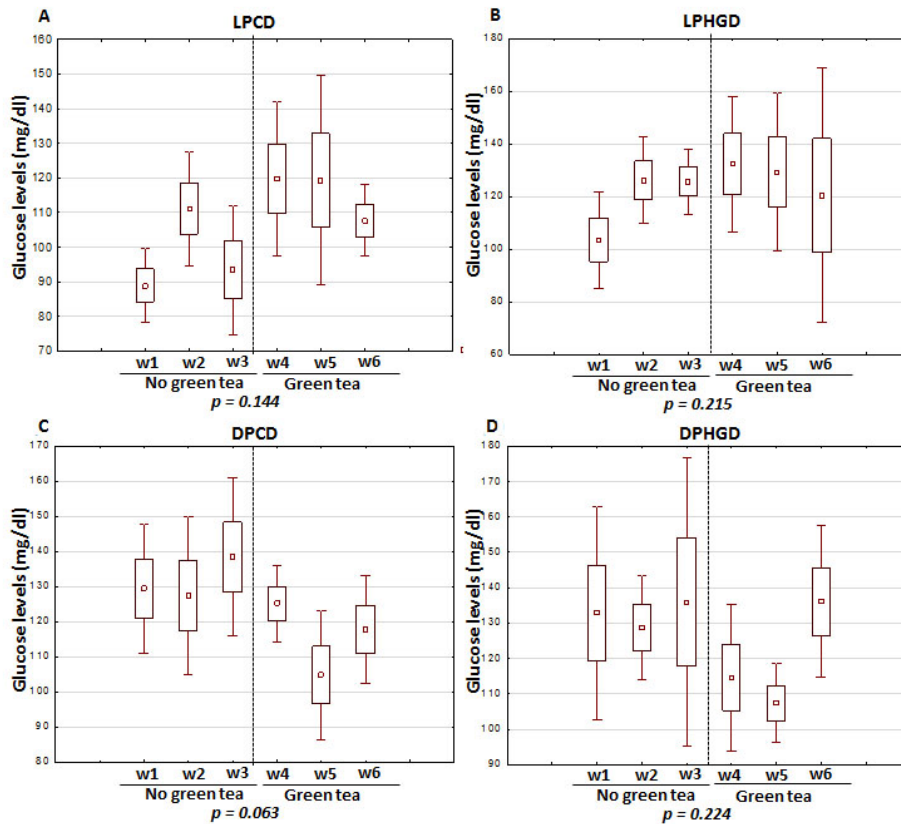 A
LPCD
Glucose levels (mg/dl)
160
150
140
130
120
110
100
90
80
70
w1 w2 w3 w4 w5 w6
No green tea Green tea
p = 0.144
B
LPHGD
Glucose levels (mg/dl)
180
160
140
120
100
80
60
w1 w2 w3 w4 w5 w6
No green tea Green tea
p = 0.215
C
DPCD
Glucose levels (mg/dl)
170
160
150
140
130
120
110
100
90
80
w1 w2 w3 w4 w5 w6
No green tea Green tea
p = 0.063
D
DPHGD
Glucose levels (mg/dl)
180
170
160
150
140
130
120
110
100
90
w1 w2 w3 w4 w5 w6
No green tea Green tea
p = 0.224